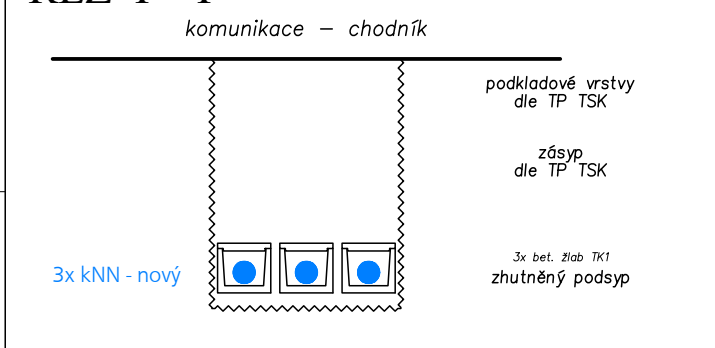 komunikace – chodník
podkladové vrstvy
dle TP TSK
zásyp
dle TP TSK
3x bet. žlab TK1
zhutněný podsyp
3x kNN - nový